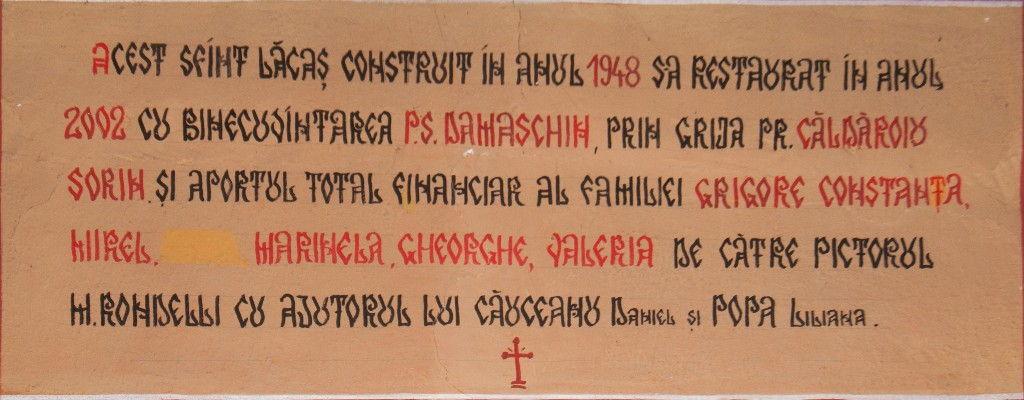 ACEST SFÎNT LĂCAȘ CONSTRUIT ÎN ANUL 1948 SA RESTAURAT ÎN ANUL
2002 CU BINECUVÎNTAREA P.S. DAMASCHIN, PRIN GRIJA PR. CĂLDĂROIU
SORIN. ȘI APORTUL TOTAL FINANCIAR AL FAMILIEI GRIGORE CONSTANTA,
MIREL. MARINELA, GHEORGHE, VALERIA DE CĂTRE PICTORUL
M. RONDELLI CU AJUTORUL LUI CĂUCEANU DANIEL ȘI POPA LILIANA.